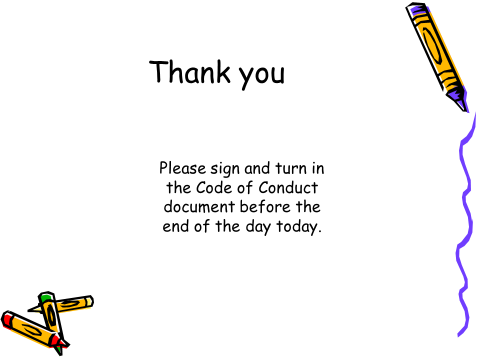 Thank you
Please sign and turn in
the Code of Conduct
document before the
end of the day today.